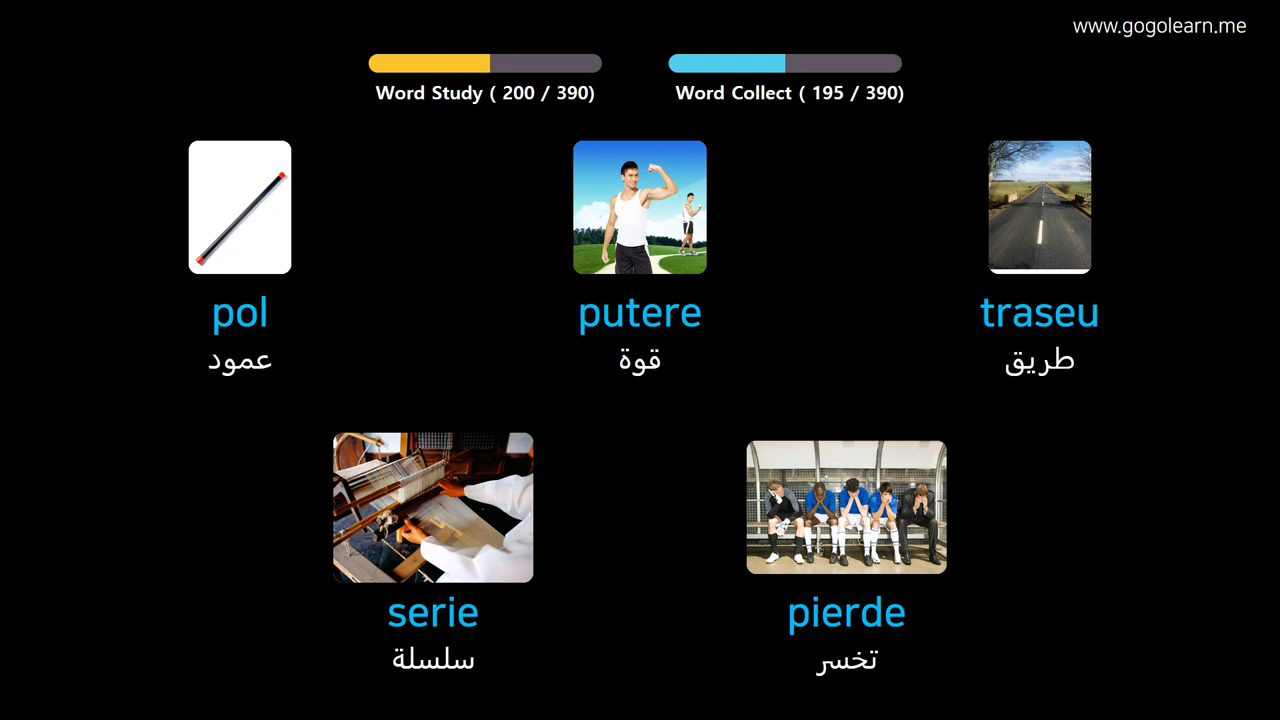 www.gogolearn.me
Word Study ( 200 / 390)
Word Collect ( 195 / 390)
pol
عمود
putere
قوة
traseu
طريق
serie
سلسلة
pierde
تخسر